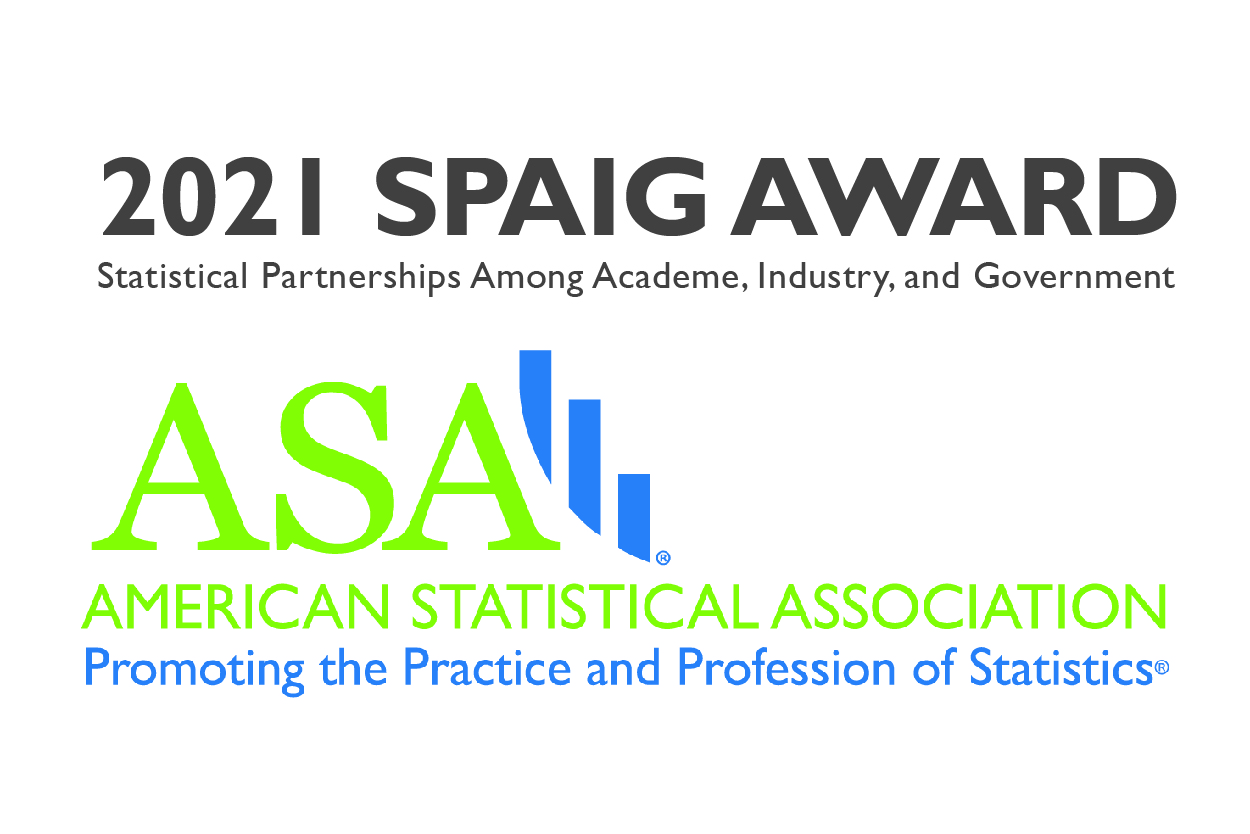 2021 SPAIG AWARD
Statistical Partnerships Among Academe, Industry, and Government
ASA®
AMERICAN STATISTICAL ASSOCIATION
Promoting the Practice and Profession of Statistics®